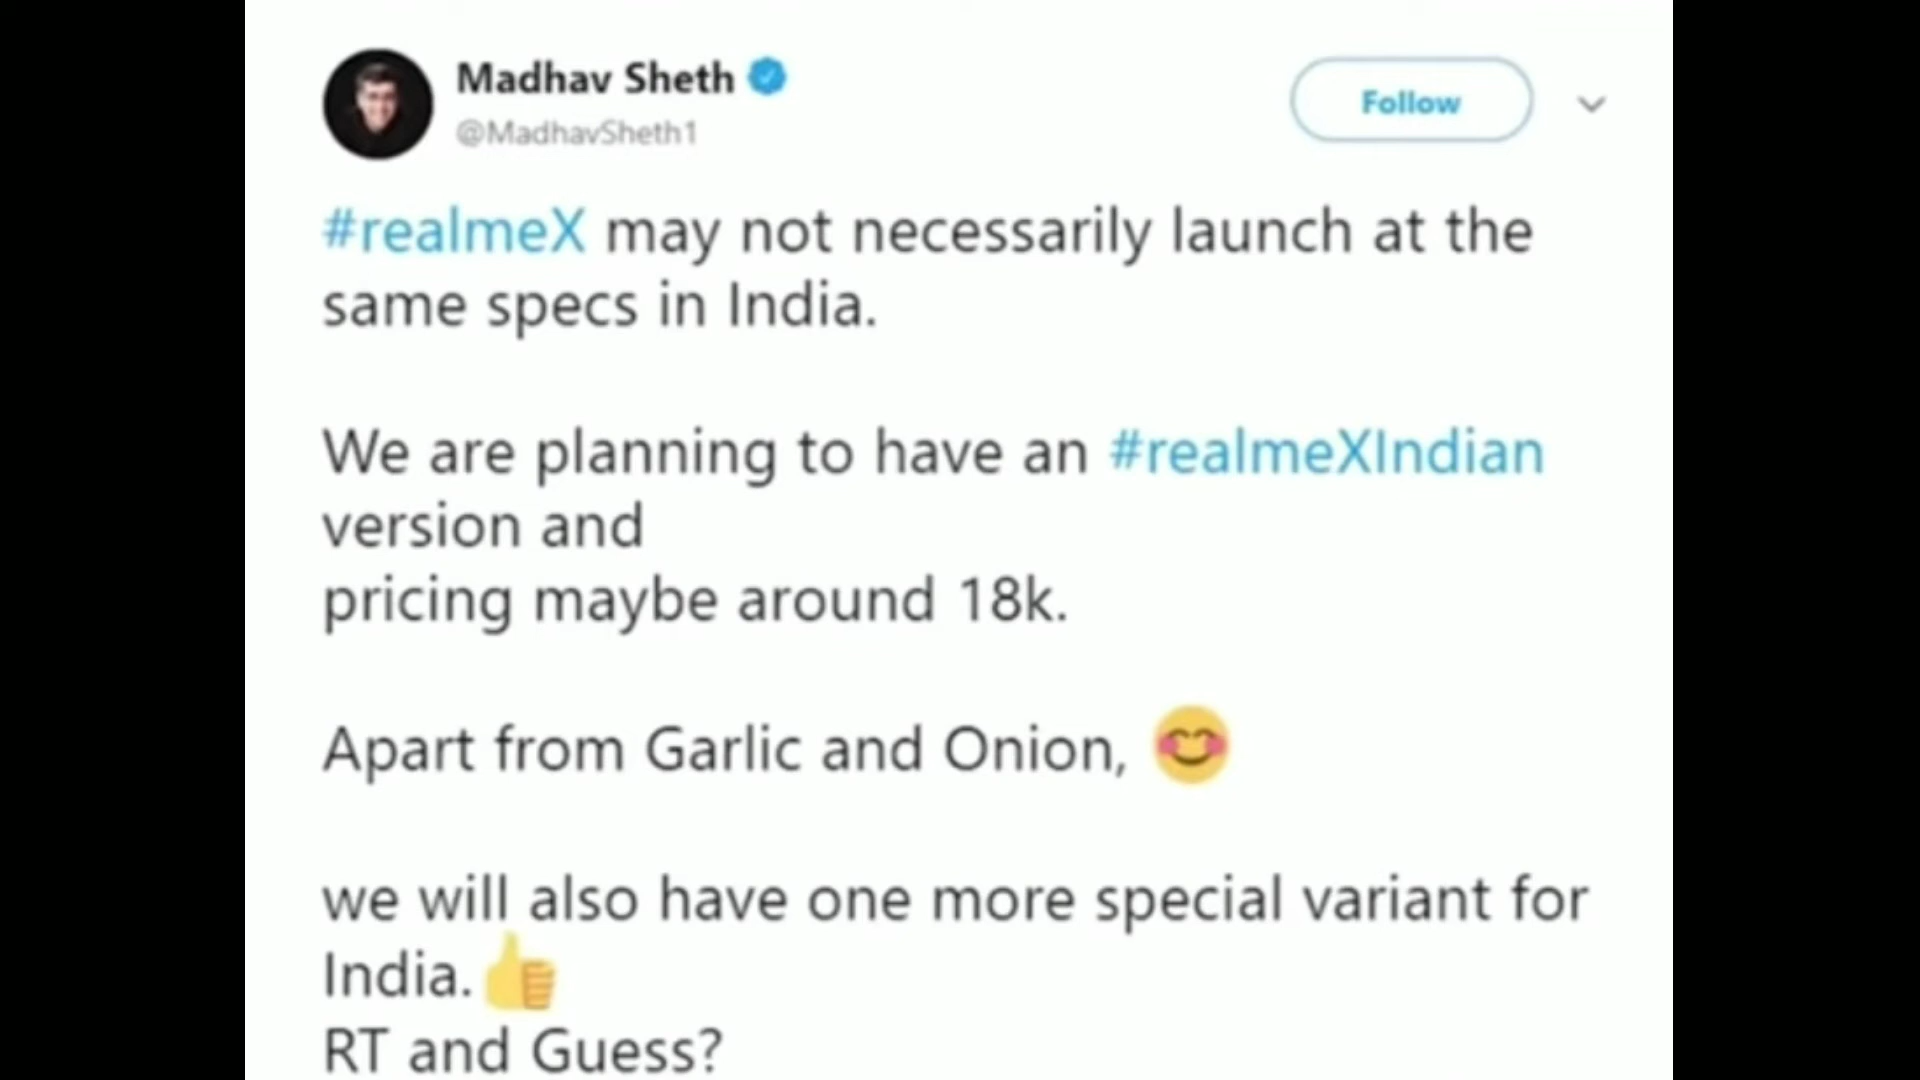 Madhav Sheth
@MadhavSheth1
Follow
#realmeX may not necessarily launch at the
same specs in India.
We are planning to have an #realmeXIndian
version and
pricing maybe around 18k.
Apart from Garlic and Onion, 😊
we will also have one more special variant for
India.👍
RT and Guess?